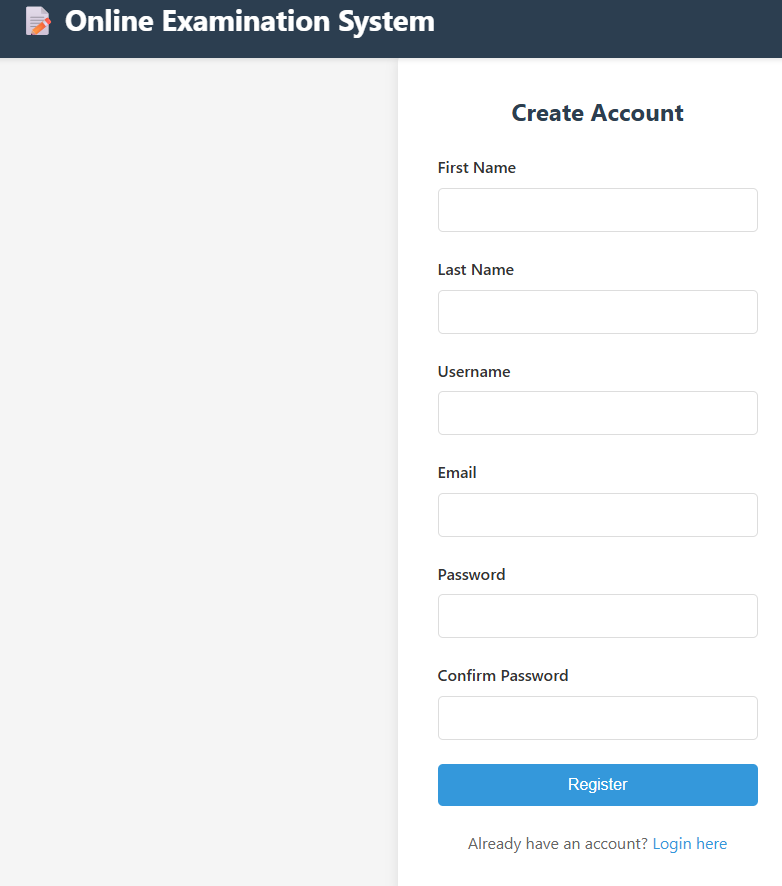 Online Examination System
Create Account
First Name
Last Name
Username
Email
Password
Confirm Password
Register
Already have an account? Login here